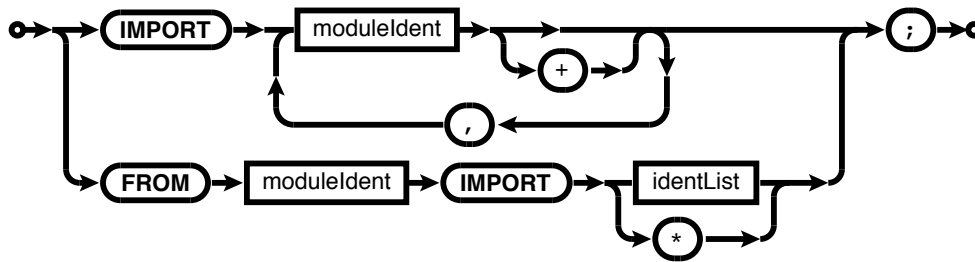 IMPORT moduleIdent ;
+
,
FROM moduleIdent IMPORT identList
*